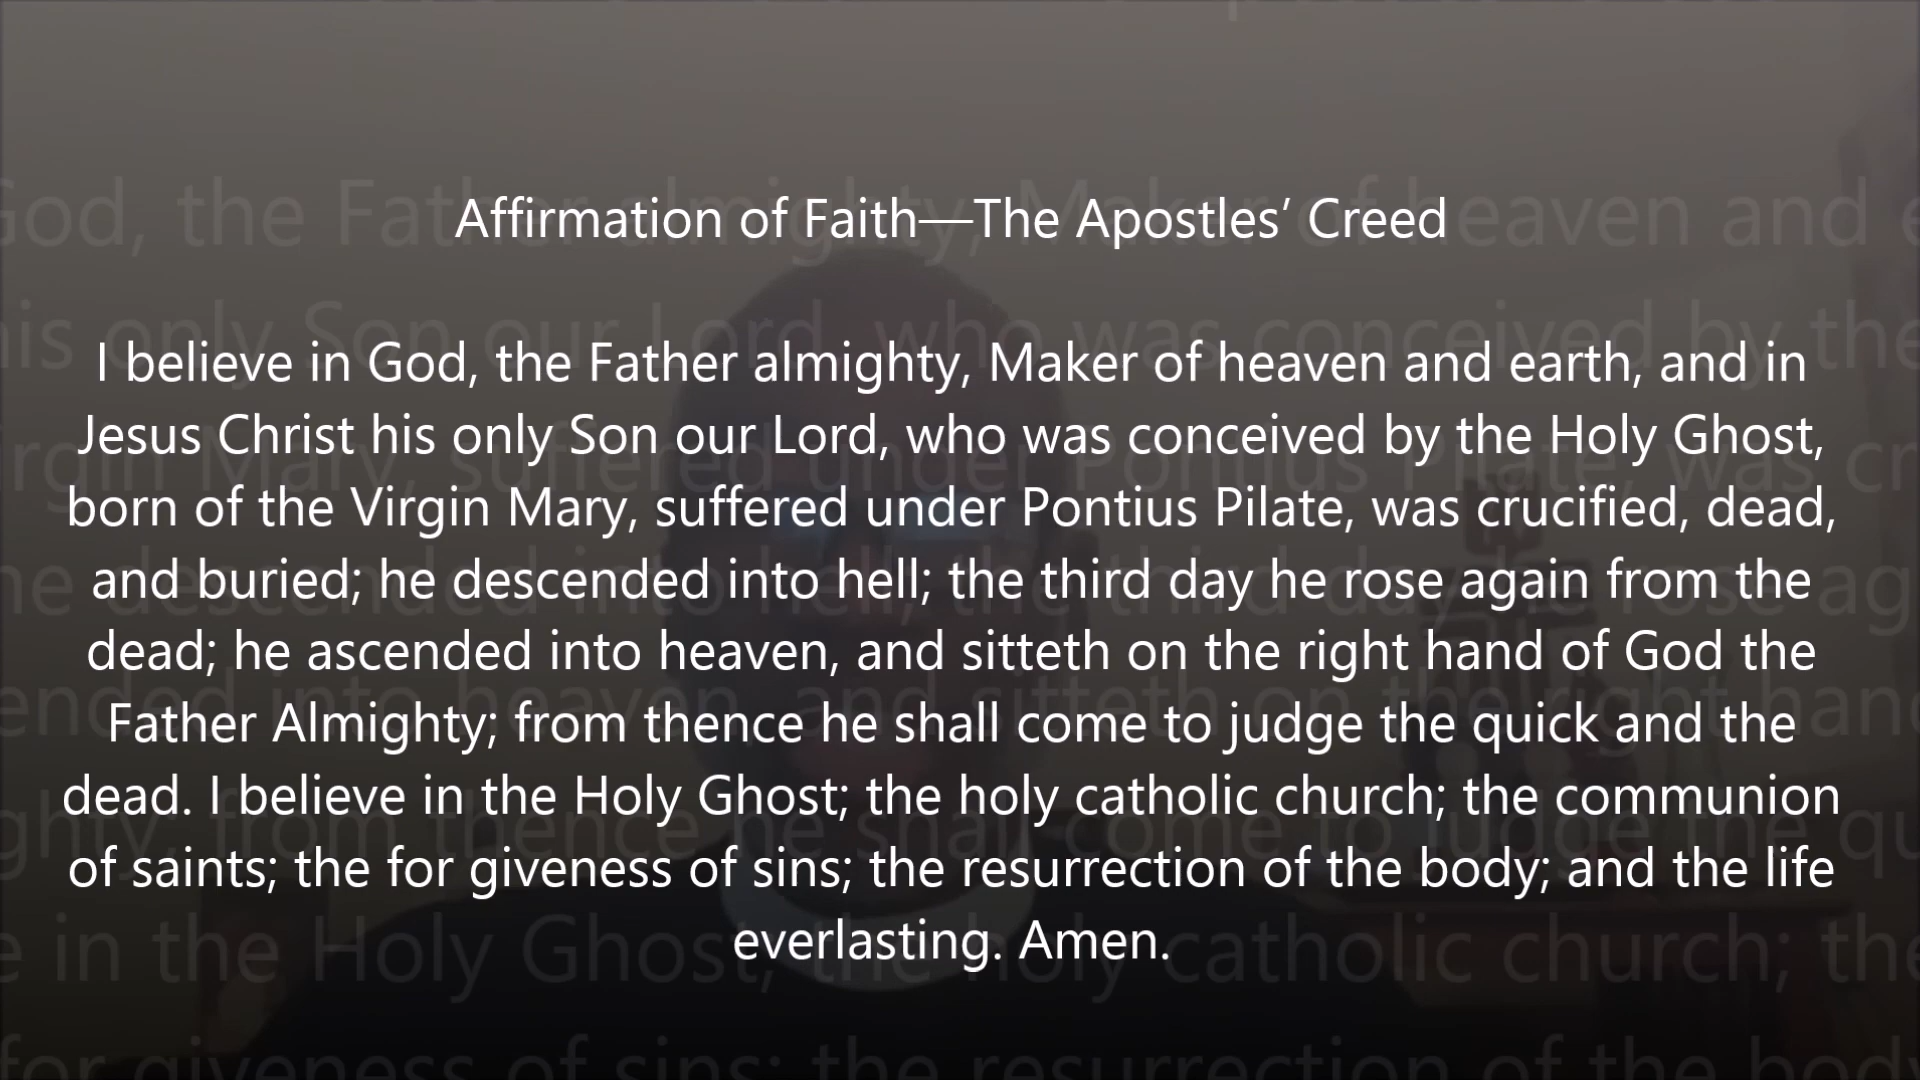 Affirmation of Faith—The Apostles’ Creed
I believe in God, the Father almighty, Maker of heaven and earth, and in
Jesus Christ his only Son our Lord, who was conceived by the Holy Ghost,
born of the Virgin Mary, suffered under Pontius Pilate, was crucified, dead,
and buried; he descended into hell; the third day he rose again from the
dead; he ascended into heaven, and sitteth on the right hand of God the
Father Almighty; from thence he shall come to judge the quick and the
dead. I believe in the Holy Ghost; the holy catholic church; the communion
of saints; the for giveness of sins; the resurrection of the body; and the life
everlasting. Amen.